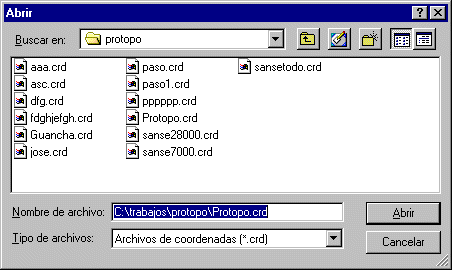 Abrir
Buscar en: protopo
aaa.crd paso.crd sansetodo.crd
asc.crd paso1.crd
dfg.crd pppppp.crd
fdghjefgh.crd Protopo.crd
Guancha.crd sanse28000.crd
jose.crd sanse7000.crd
Nombre de archivo: C:\trabajos\protopo\Protopo.crd Abrir
Tipo de archivos: Archivos de coordenadas (*.crd) Cancelar